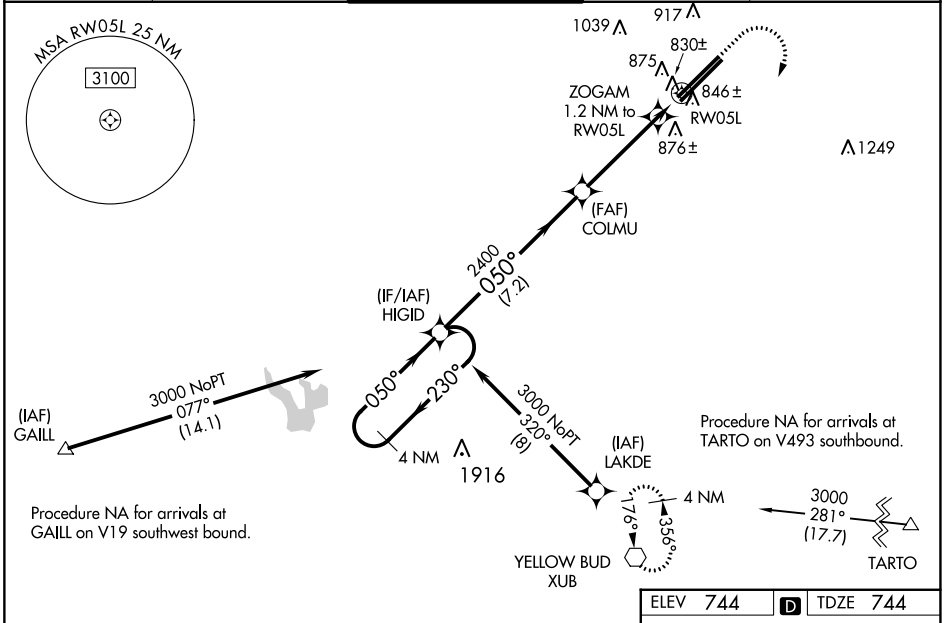 MSA RW05L 25 NM
3100
1039
917
830±
875
846±
ZOGAM
1.2 NM to
RW05L
RW05L
876±
1249
(FAF)
COLMU
2400
050°
(7.2)
(IF/IAF)
HIGID
050°
230°
4 NM
1916
3000 NoPT
077°
(14.1)
(IAF)
GAILL
3000 NoPT
320°
(8)
(IAF)
LAKDE
Procedure NA for arrivals at
TARTO on V493 southbound.
4 NM
176°
356°
3000
281°
(17.7)
TARTO
YELLOW BUD
XUB
Procedure NA for arrivals at
GAILL on V19 southwest bound.
ELEV 744
D
TDZE 744